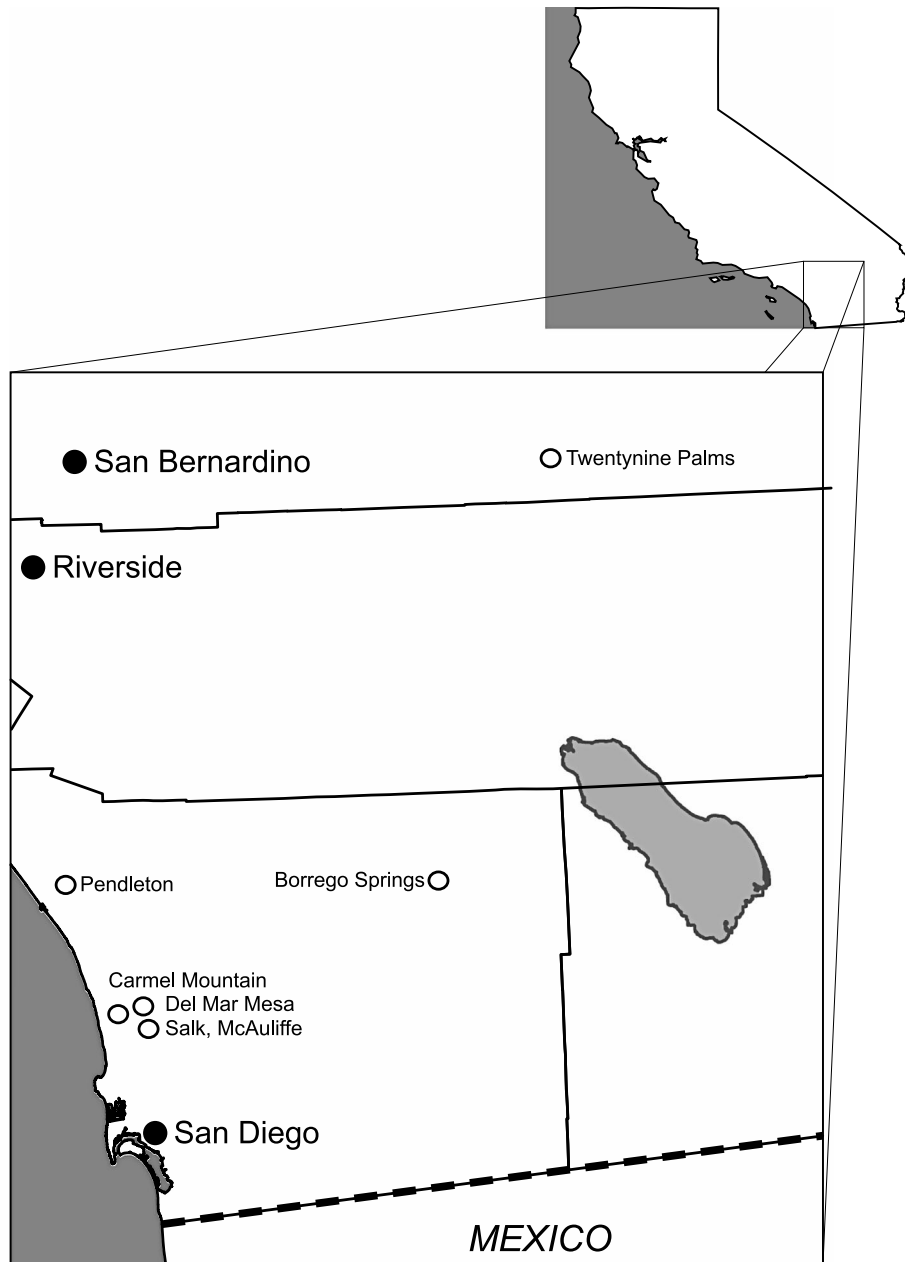 San Bernardino
Twentynine Palms
Riverside
Pendleton
Borrego Springs
Carmel Mountain
Del Mar Mesa
Salk, McAuliffe
San Diego
MEXICO